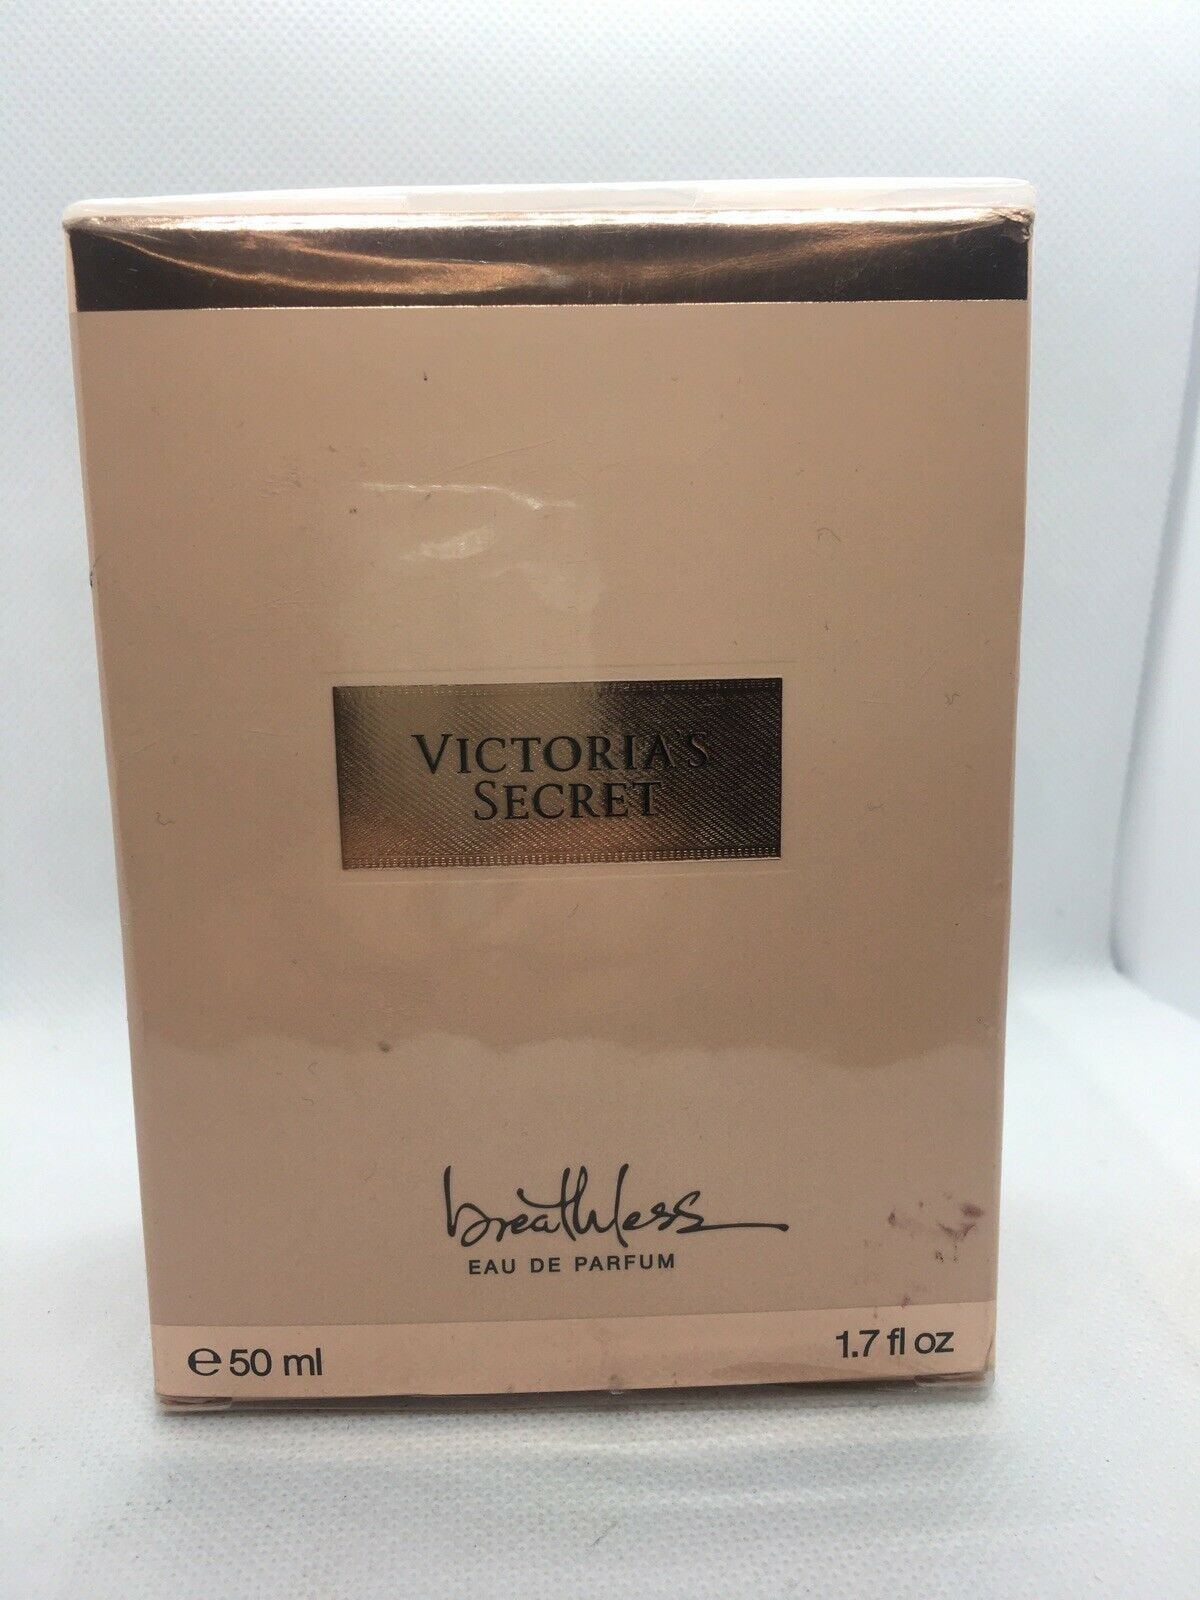 VICTORIA'S
SECRET
breathless
EAU DE PARFUM
℮ 50 ml
1.7 fl oz